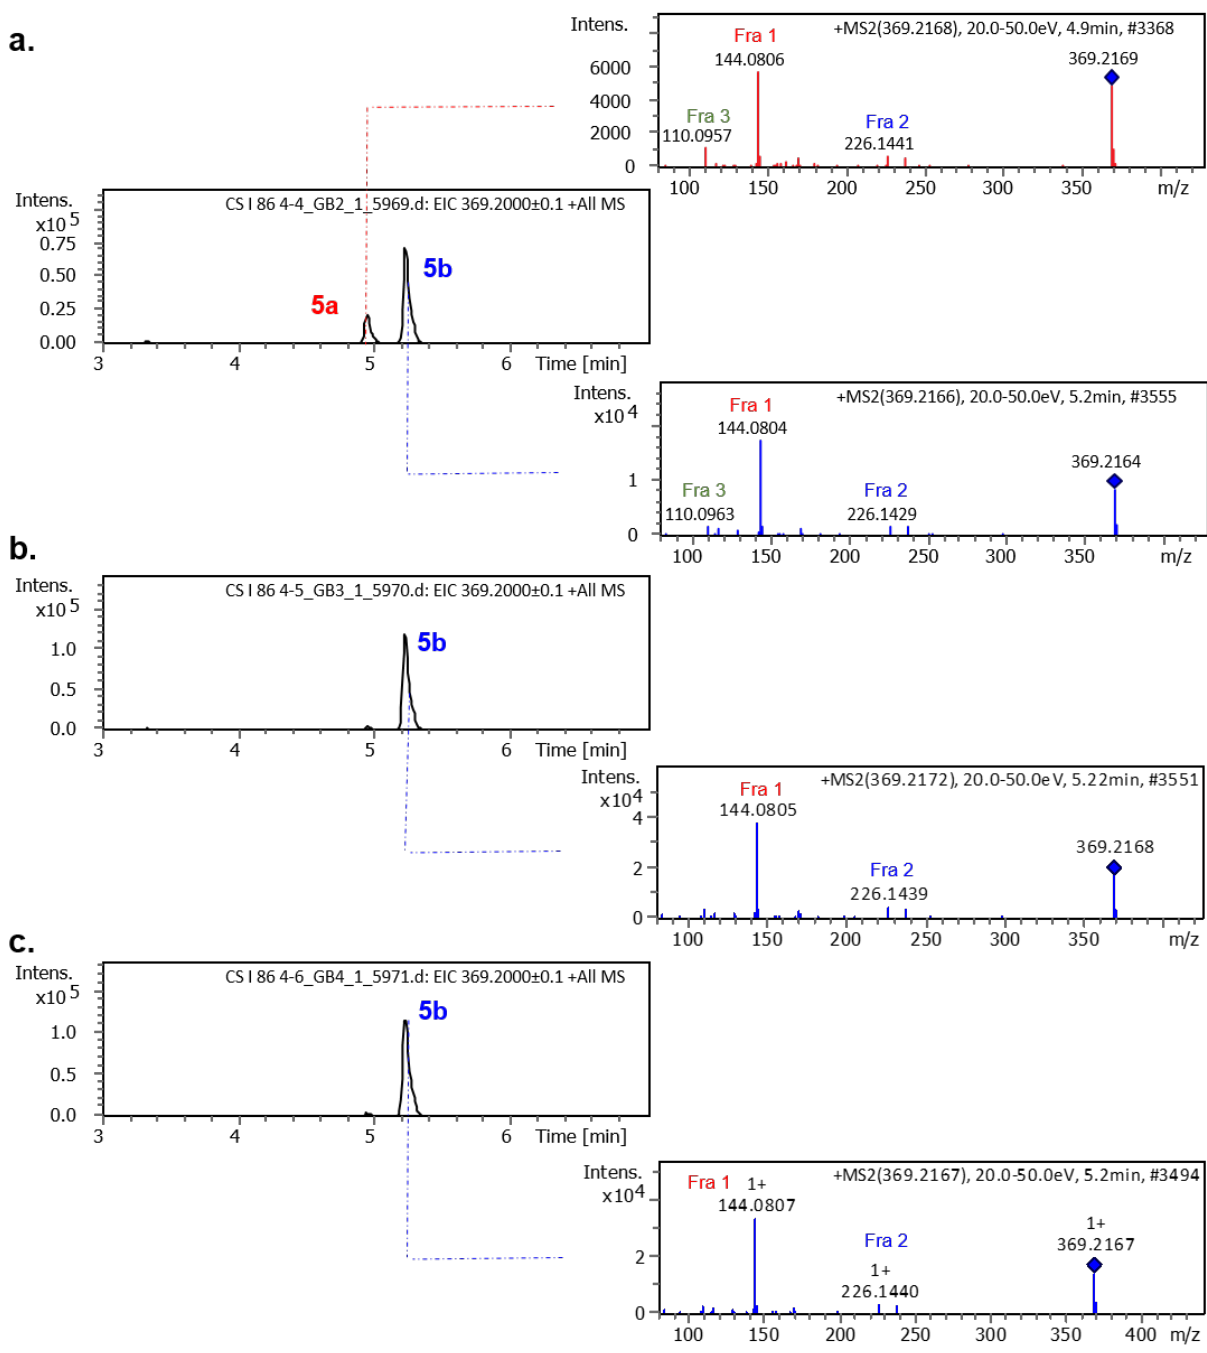 a.
Intens.
+MS2(369.2168), 20.0-50.0eV, 4.9min, #3368
Fra 1
144.0806
369.2169
6000
4000
Fra 3
110.0957
Fra 2
226.1441
2000
0
100 150 200 250 300 350 m/z
Intens.
x10 5
CS I 86 4-4_GB2_1_5969.d: EIC 369.2000±0.1 +All MS
0.75
0.50
0.25
0.00
5a
5b
3 4 5 6 Time [min]
Intens.
x10 4
+MS2(369.2166), 20.0-50.0eV, 5.2min, #3555
Fra 1
144.0804
369.2164
1
Fra 3
110.0963
Fra 2
226.1429
0
100 150 200 250 300 350 m/z
b.
Intens.
x10 5
CS I 86 4-5_GB3_1_5970.d: EIC 369.2000±0.1 +All MS
5b
1.0
0.5
0.0
3 4 5 6 Time [min]
Intens.
x10 4
+MS2(369.2172), 20.0-50.0eV, 5.22min, #3551
Fra 1
144.0805
369.2168
4
2
Fra 2
226.1439
0
100 150 200 250 300 350 m/z
c.
Intens.
x10 5
CS I 86 4-6_GB4_1_5971.d: EIC 369.2000±0.1 +All MS
5b
1.0
0.5
0.0
3 4 5 6 Time [min]
Intens.
x10 4
+MS2(369.2167), 20.0-50.0eV, 5.2min, #3494
Fra 1 1+
144.0807
1+
369.2167
2
Fra 2
1+
226.1440
0
100 150 200 250 300 350 400 m/z